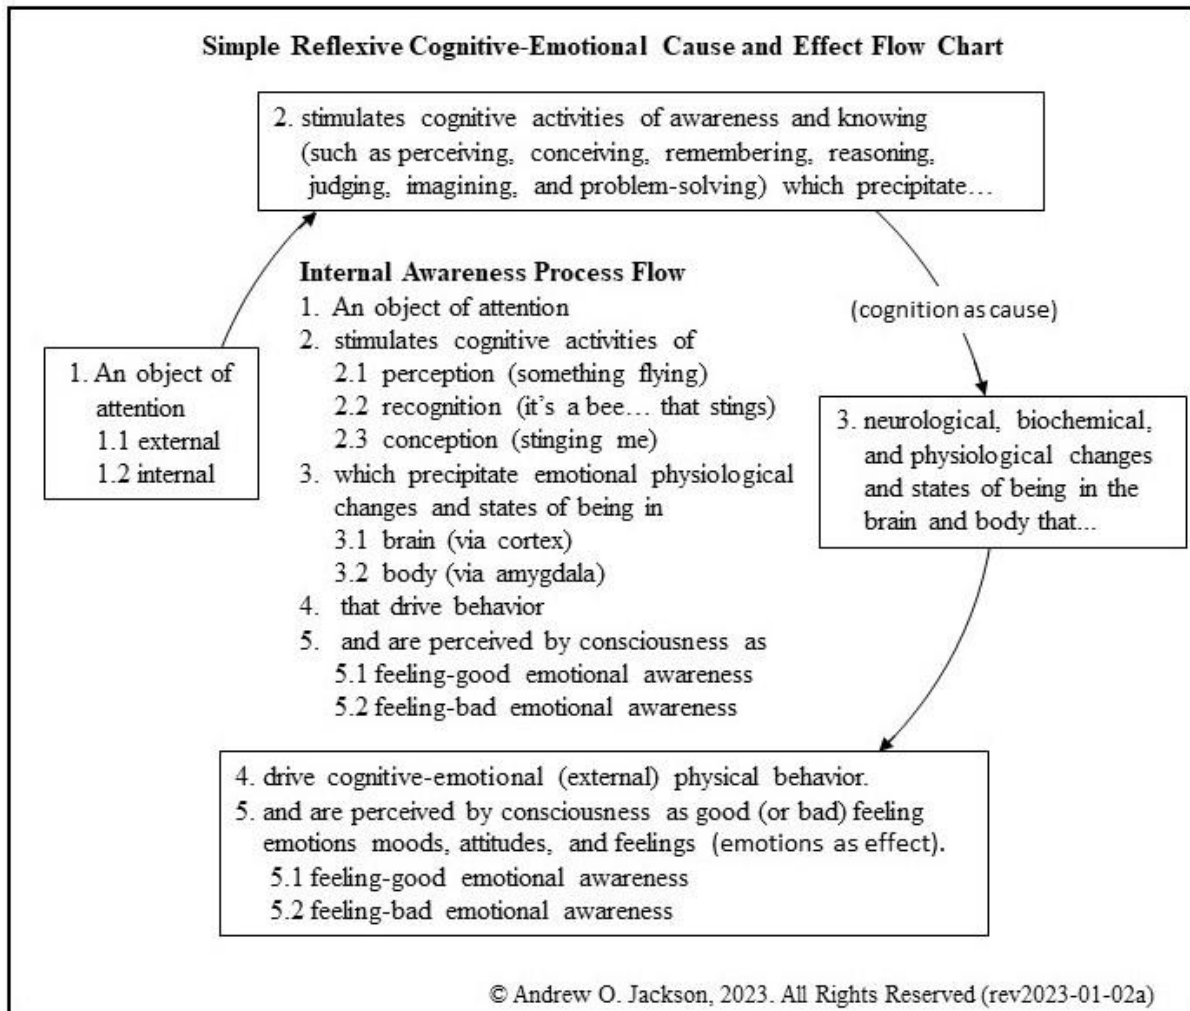 Simple Reflexive Cognitive-Emotional Cause and Effect Flow Chart
2. stimulates cognitive activities of awareness and knowing
(such as perceiving, conceiving, remembering, reasoning,
judging, imagining, and problem-solving) which precipitate…
Internal Awareness Process Flow
1. An object of attention
2. stimulates cognitive activities of
2.1 perception (something flying)
2.2 recognition (it's a bee… that stings)
2.3 conception (stinging me)
3. which precipitate emotional physiological
changes and states of being in
3.1 brain (via cortex)
3.2 body (via amygdala)
4. that drive behavior
5. and are perceived by consciousness as
5.1 feeling-good emotional awareness
5.2 feeling-bad emotional awareness
(cognition as cause)
1. An object of
attention
1.1 external
1.2 internal
3. neurological, biochemical,
and physiological changes
and states of being in the
brain and body that...
4. drive cognitive-emotional (external) physical behavior.
5. and are perceived by consciousness as good (or bad) feeling
emotions moods, attitudes, and feelings (emotions as effect).
5.1 feeling-good emotional awareness
5.2 feeling-bad emotional awareness
© Andrew O. Jackson, 2023. All Rights Reserved (rev2023-01-02a)